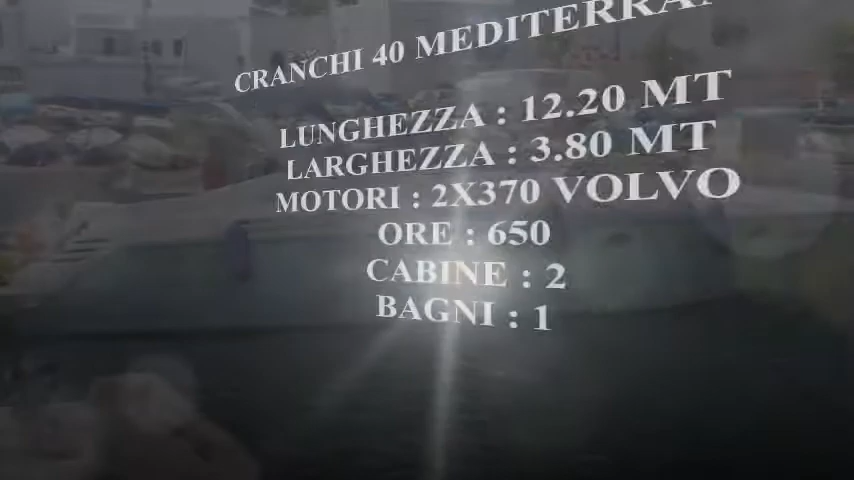 CRANCHI 40
LUNGHEZZA : 12.20 MT
LARGHEZZA : 3.80 MT
MOTORI : 2X370 VOLVO
ORE : 650
CABINE : 2
BAGNI : 1